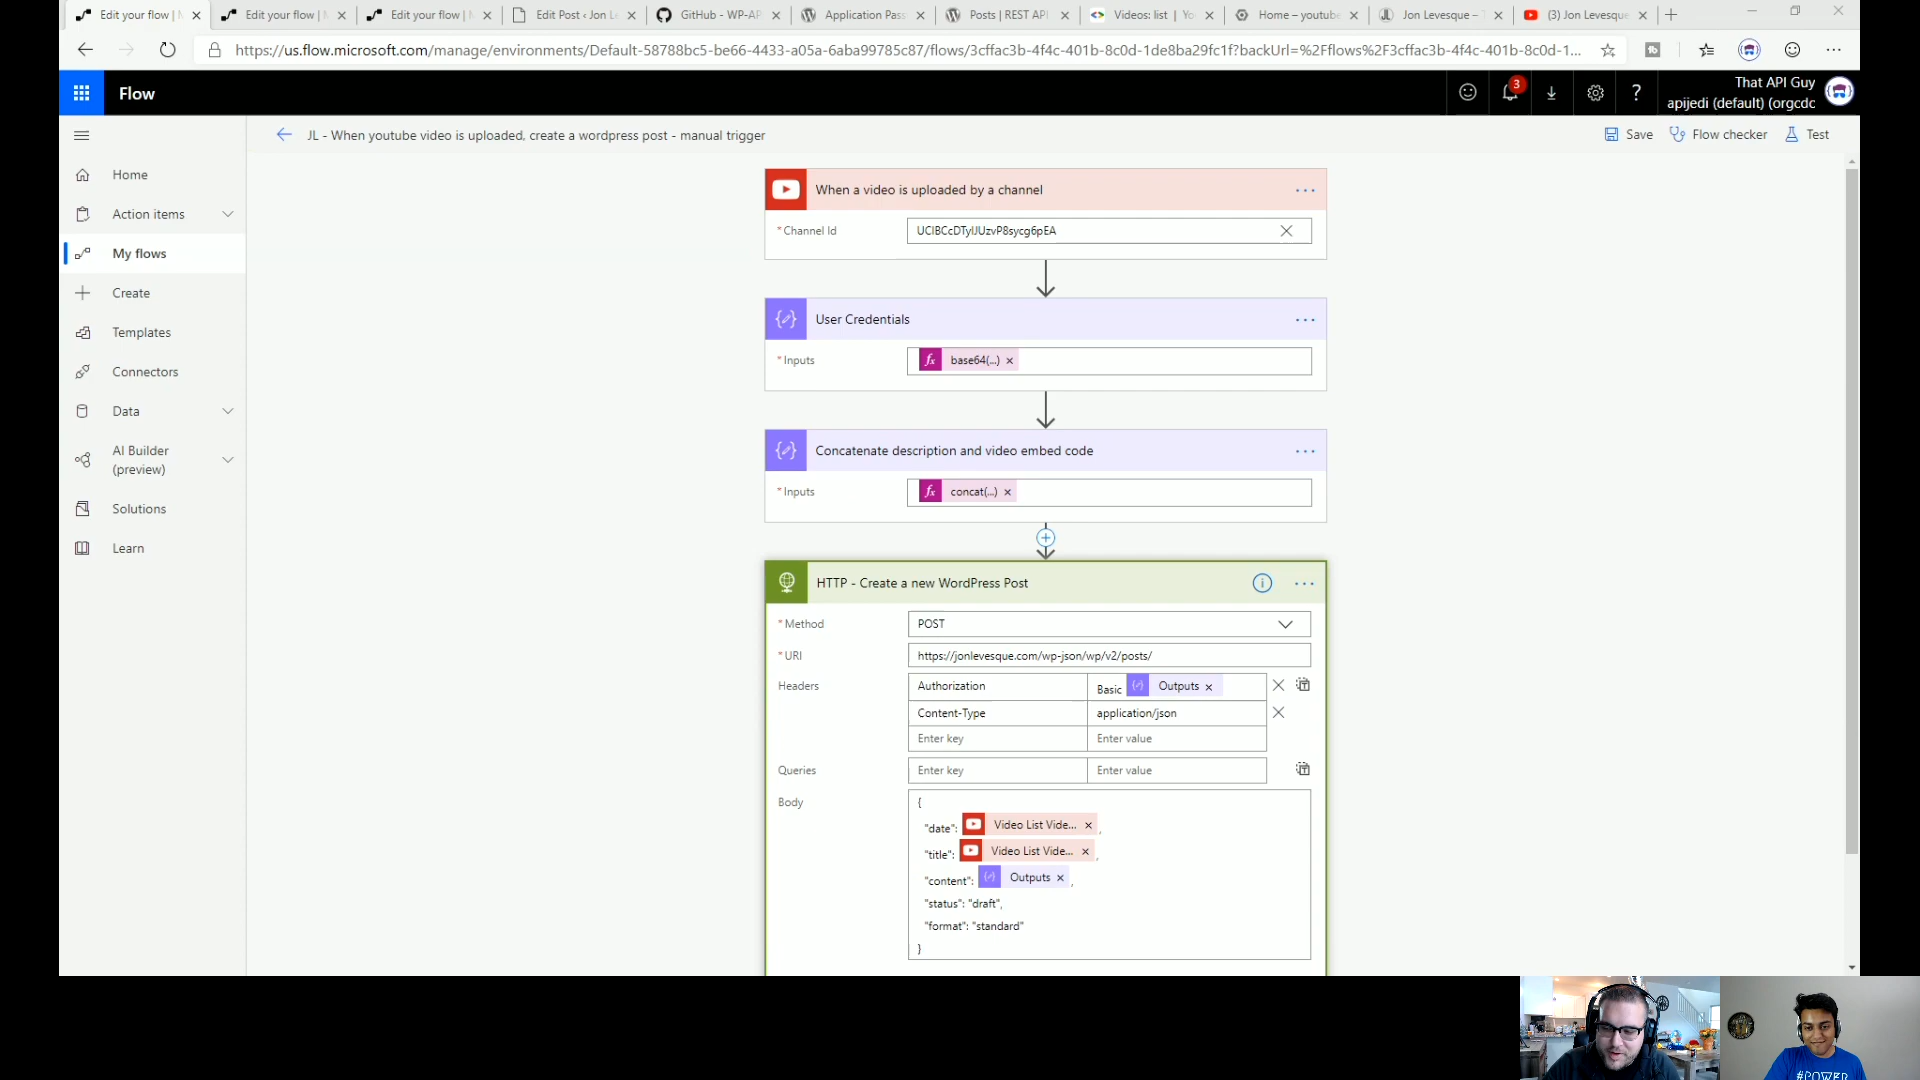 Edit your flow |
Edit your flow |
Edit your flow |
Edit Post ‹ Jon Le
GitHub - WP-AP
Application Pass
Posts | REST API
Videos: list | Yo
Home – youtube
Jon Levesque –
(3) Jon Levesque
https://us.flow.microsoft.com/manage/environments/Default-58788bc5-be66-4433-a05a-6aba99785c87/flows/3cffac3b-4f4c-401b-8c0d-1de8ba29fc1f?backUrl=%2Fflows%2F3cffac3b-4f4c-401b-8c0d-1...
Flow
3
?
That API Guy
apijedi (default) (orgcdc
JL - When youtube video is uploaded, create a wordpress post - manual trigger
Save
Flow checker
Test
Home
Action items
My flows
Create
Templates
Connectors
Data
AI Builder
(preview)
Solutions
Learn
When a video is uploaded by a channel
* Channel Id
User Credentials
* Inputs
fx base64(...) ×
Concatenate description and video embed code
* Inputs
fx concat(...) ×
HTTP - Create a new WordPress Post
* Method
POST
* URI
https://jonlevesque.com/wp-json/wp/v2/posts/
Headers
Authorization
Basic Outputs ×
Content-Type
application/json
Enter key
Enter value
Queries
Enter key
Enter value
Body
{
"date": Video List Vide... × ,
"title": Video List Vide... × ,
"content": Outputs × ,
"status": "draft",
"format": "standard"
}
#POWER